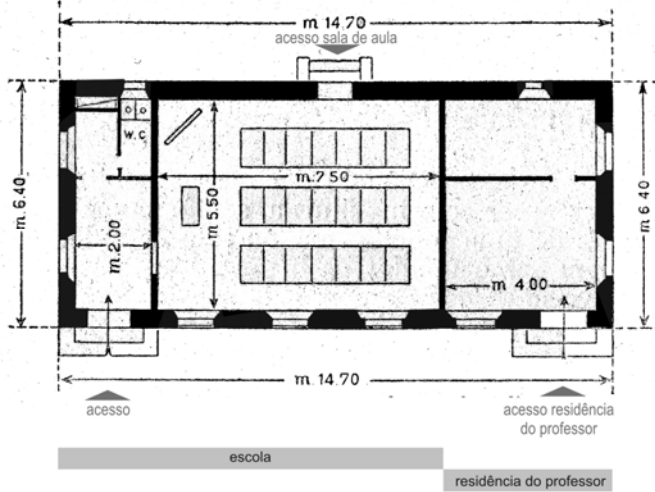 m 14.70
acesso sala de aula
W.C
m. 6.40
m. 7.50
m 5.50
m. 2.00
m 4.00
m 6 40
m. 14.70
acesso
acesso residência
do professor
escola
residência do professor